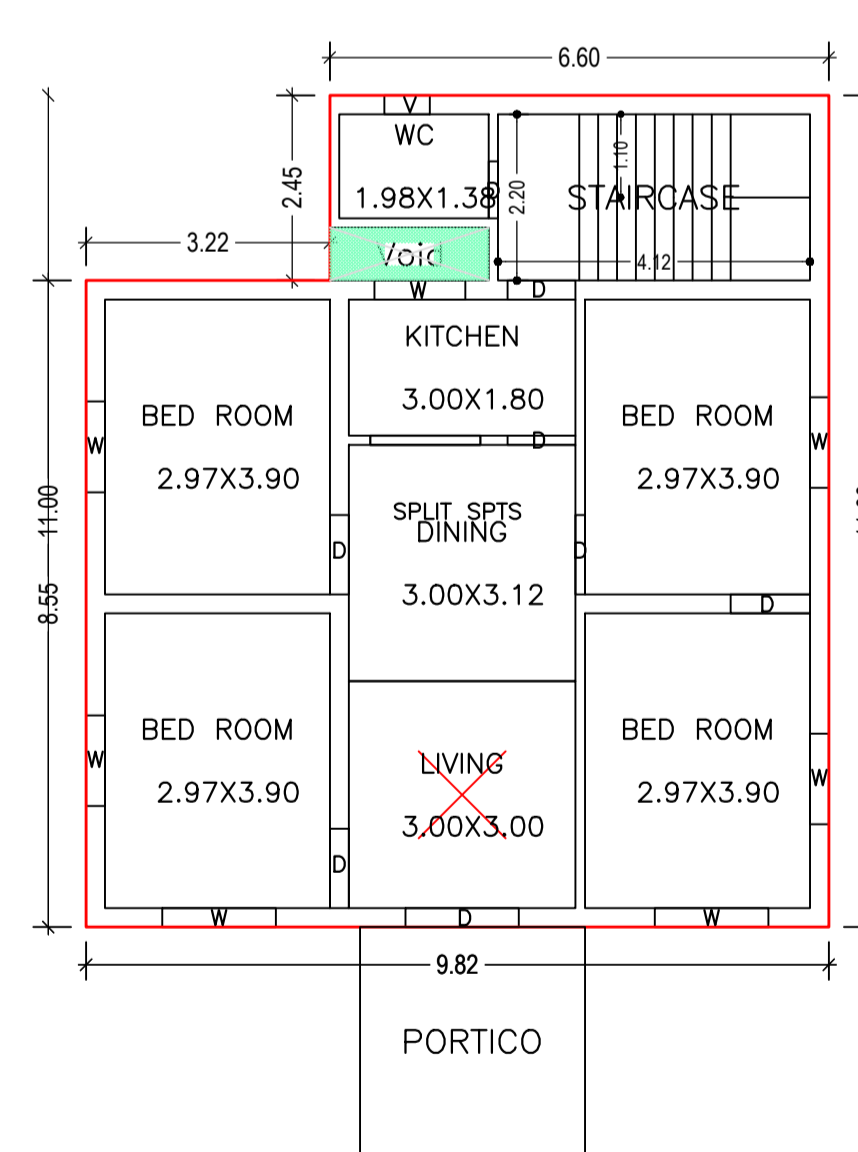 6.60
V
WC
1.98X1.38
D
2.20
1.10
STAIRCASE
4.12
2.45
3.22
Void
W
D
KITCHEN
3.00X1.80
D
BED ROOM
2.97X3.90
W
BED ROOM
2.97X3.90
W
11.00
8.55
SPLIT SPTS
DINING
3.00X3.12
D
D
D
BED ROOM
2.97X3.90
W
LIVING
3.00X3.00
BED ROOM
2.97X3.90
W
D
W
D
W
9.82
PORTICO